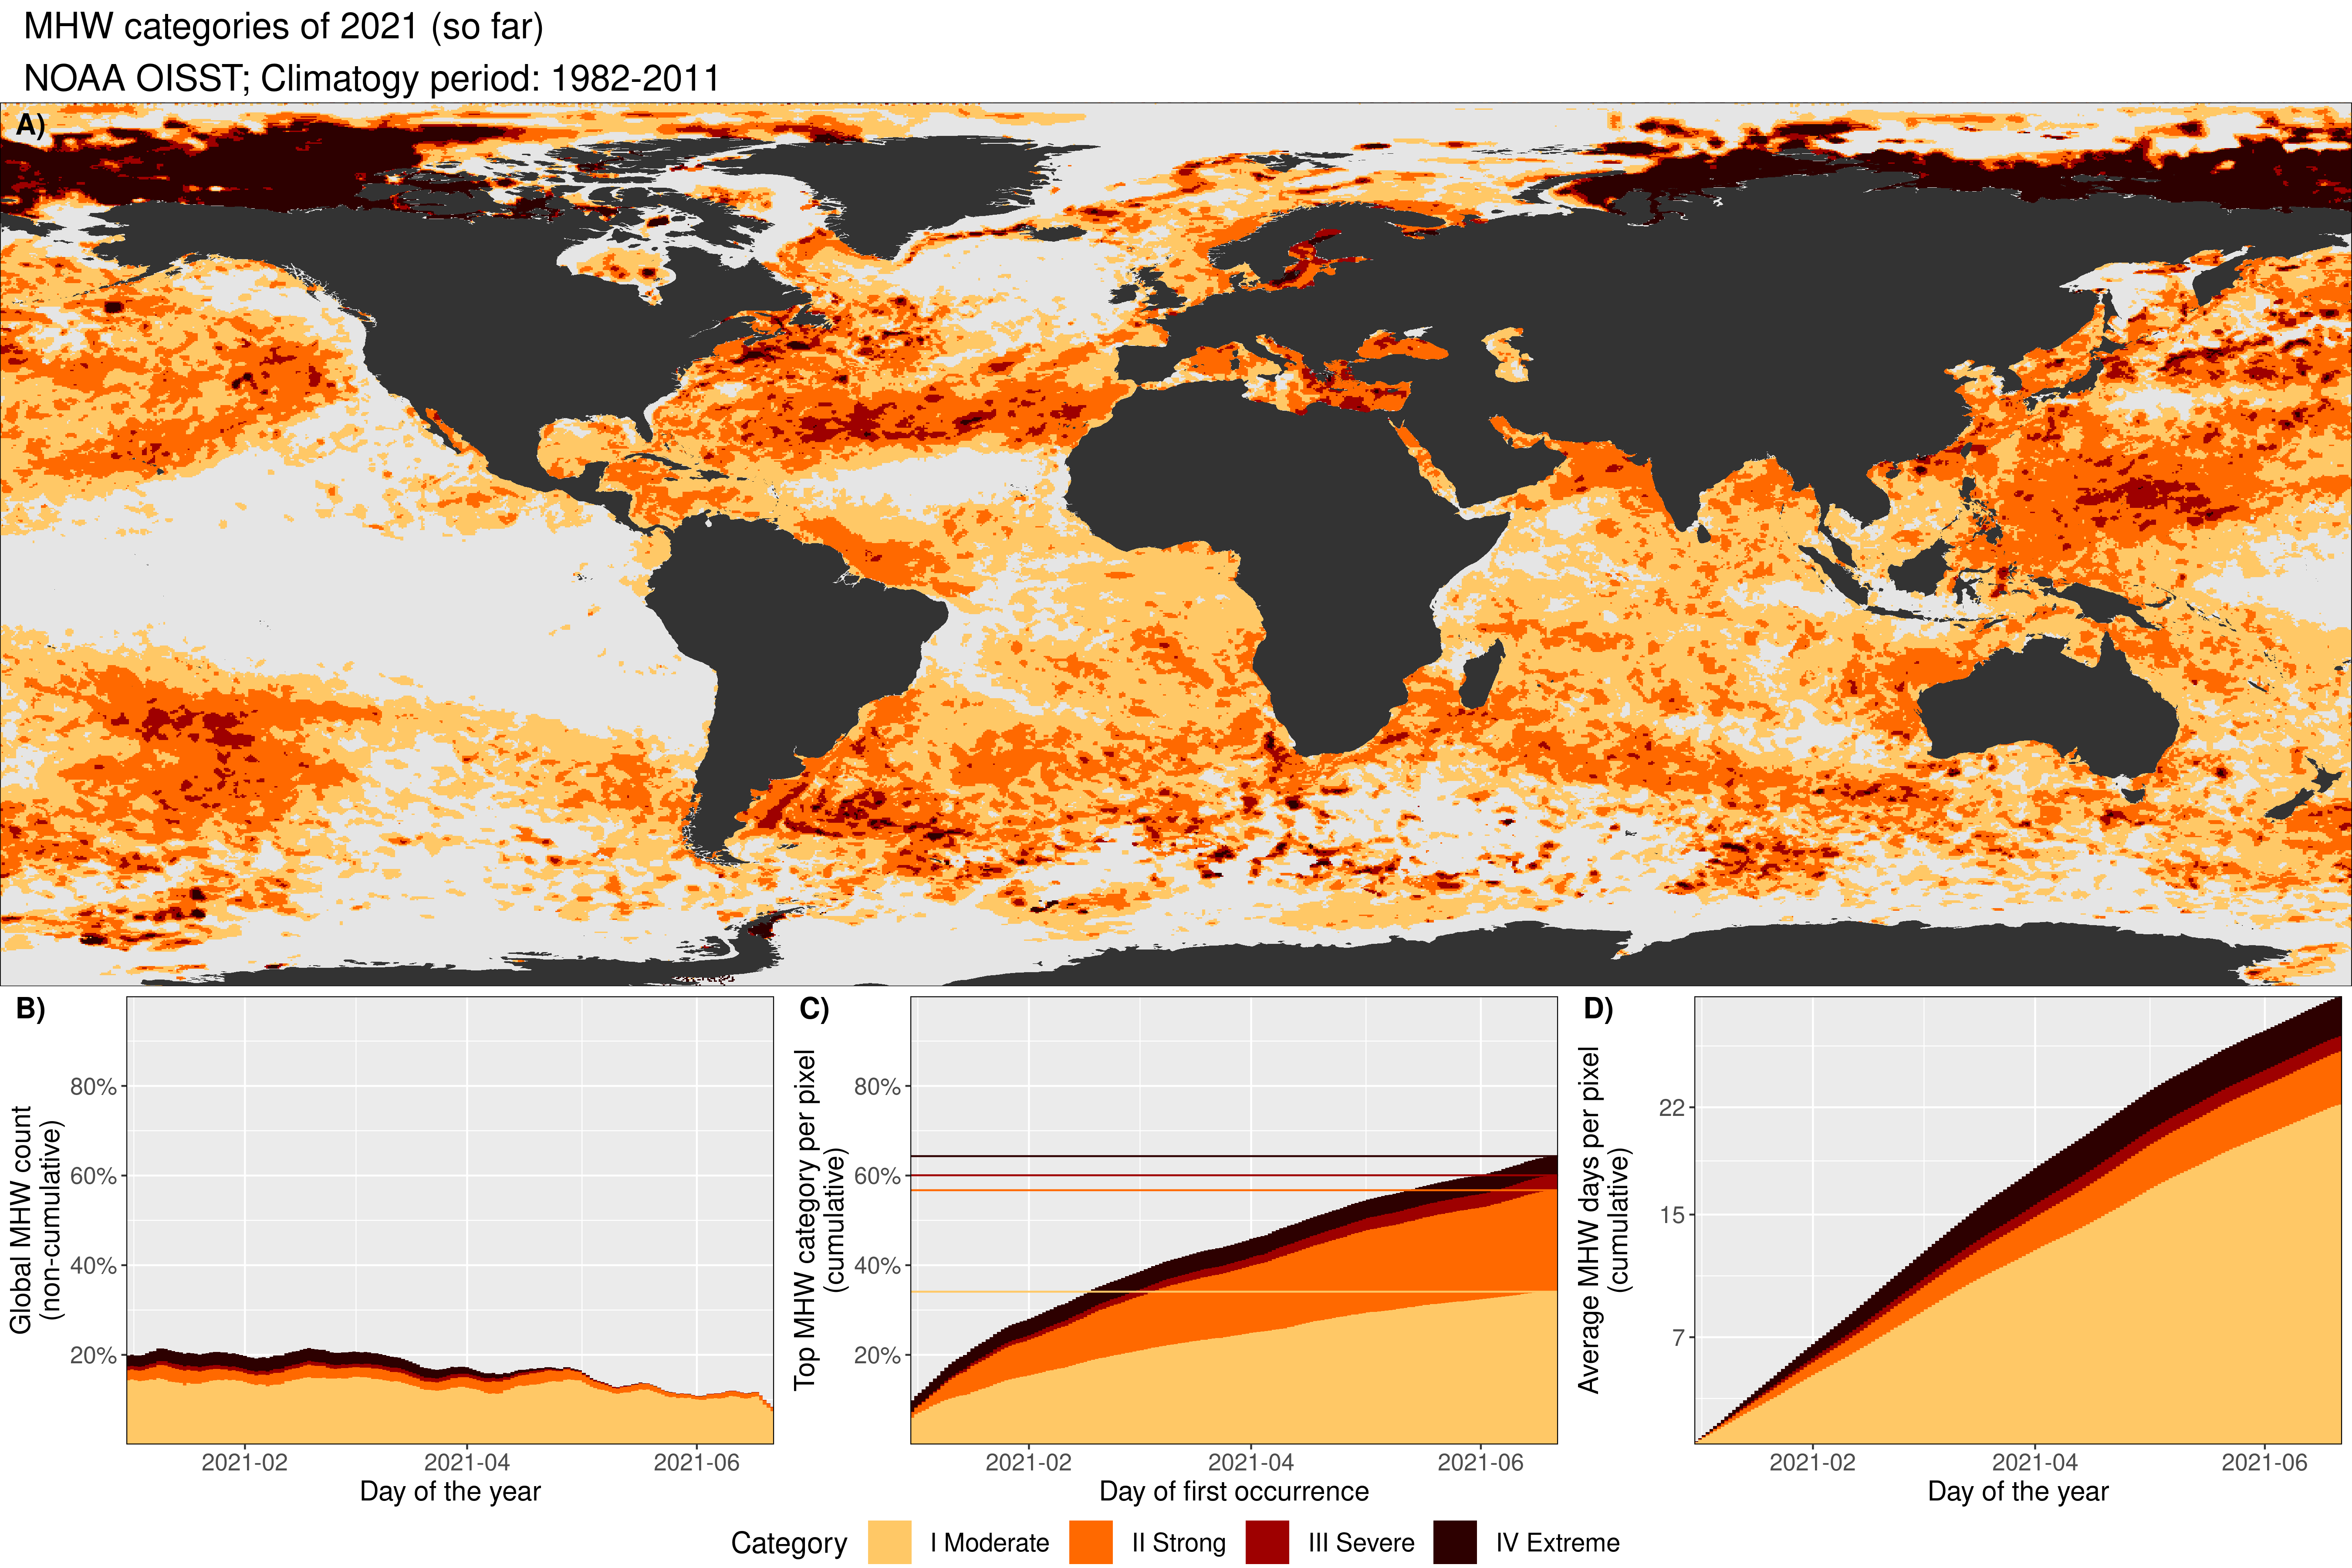 MHW categories of 2021 (so far)
NOAA OISST; Climatogy period: 1982-2011
A)
B)
Global MHW count
(non-cumulative)
80%
60%
40%
20%
2021-02
2021-04
2021-06
Day of the year
C)
Top MHW category per pixel
(cumulative)
80%
60%
40%
20%
2021-02
2021-04
2021-06
Day of first occurrence
D)
Average MHW days per pixel
(cumulative)
22
15
7
2021-02
2021-04
2021-06
Day of the year
Category
I Moderate
II Strong
III Severe
IV Extreme